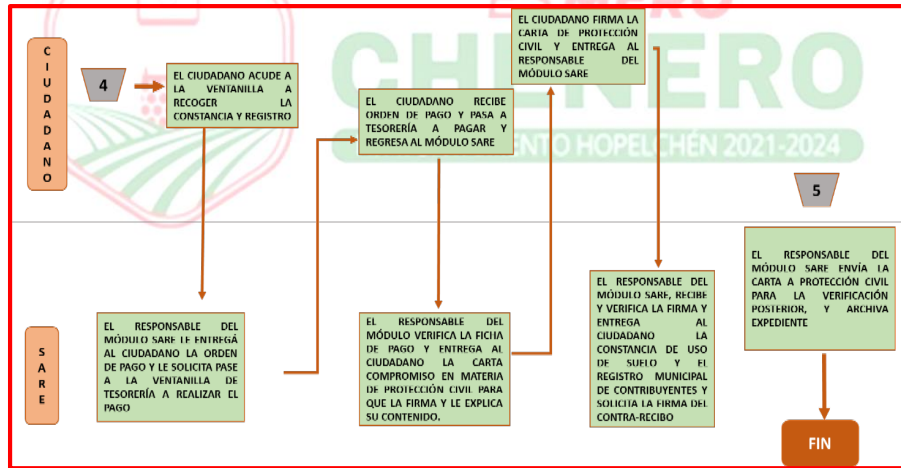 CIUDADANO
4
EL CIUDADANO ACUDE A
LA VENTANILLA A
RECOGER LA
CONSTANCIA Y REGISTRO
EL CIUDADANO RECIBE
ORDEN DE PAGO Y PASA A
TESORERÍA A PAGAR Y
REGRESA AL MÓDULO SARE
EL CIUDADANO FIRMA LA
CARTA DE PROTECCIÓN
CIVIL Y ENTREGA AL
RESPONSABLE DEL
MÓDULO SARE
HOPELCHÉN 2021-2024
5
SARE
EL RESPONSABLE DEL
MÓDULO SARE LE ENTREGÁ
AL CIUDADANO LA ORDEN
DE PAGO Y LE SOLICITA PASE
A LA VENTANILLA DE
TESORERÍA A REALIZAR EL
PAGO
EL RESPONSABLE DEL
MÓDULO VERIFICA LA FICHA
DE PAGO Y ENTREGA AL
CIUDADANO LA CARTA
COMPROMISO EN MATERIA
DE PROTECCIÓN CIVIL PARA
QUE LA FIRMA Y LE EXPLICA
SU CONTENIDO.
EL RESPONSABLE DEL
MÓDULO SARE, RECIBE
Y VERIFICA LA FIRMA Y
ENTREGA AL
CIUDADANO LA
CONSTANCIA DE USO
DE SUELO Y EL
REGISTRO MUNICIPAL
DE CONTRIBUYENTES Y
SOLICITA LA FIRMA DEL
CONTRA-RECIBO
EL RESPONSABLE DEL
MÓDULO SARE ENVÍA LA
CARTA A PROTECCIÓN CIVIL
PARA LA VERIFICACIÓN
POSTERIOR, Y ARCHIVA
EXPEDIENTE
FIN